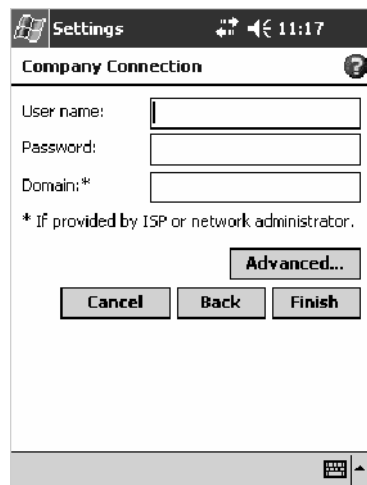 Settings 11:17
Company Connection ?
User name:
Password:
Domain:*
* If provided by ISP or network administrator.
Advanced...
Cancel Back Finish